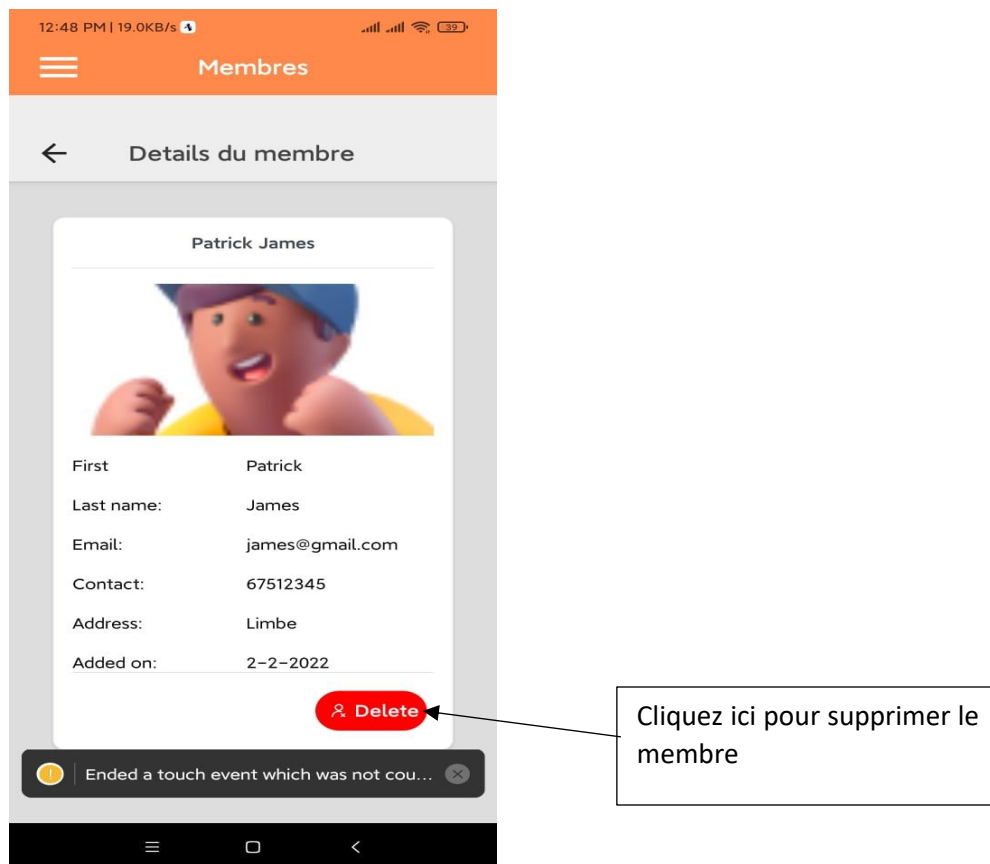 12:48 PM | 19.0KB/s 39
Membres
Details du membre
Patrick James
First Patrick
Last name: James
Email: james@gmail.com
Contact: 67512345
Address: Limbe
Added on: 2-2-2022
Delete
Cliquez ici pour supprimer le
membre
Ended a touch event which was not cou...